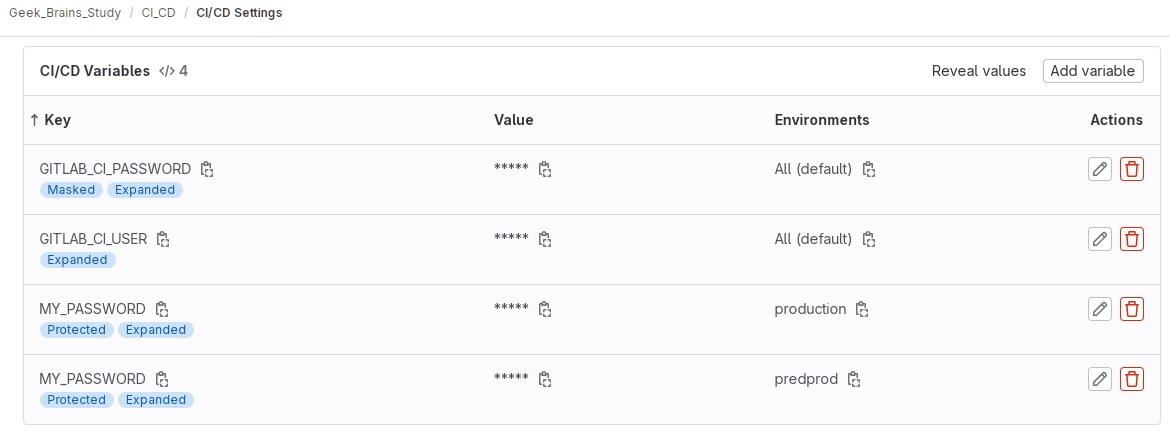 Geek_Brains_Study / CI_CD / CI/CD Settings
CI/CD Variables </> 4 Reveal values Add variable
↑ Key Value Environments Actions
GITLAB_CI_PASSWORD ***** All (default)
Masked Expanded
GITLAB_CI_USER ***** All (default)
Expanded
MY_PASSWORD ***** production
Protected Expanded
MY_PASSWORD ***** predprod
Protected Expanded